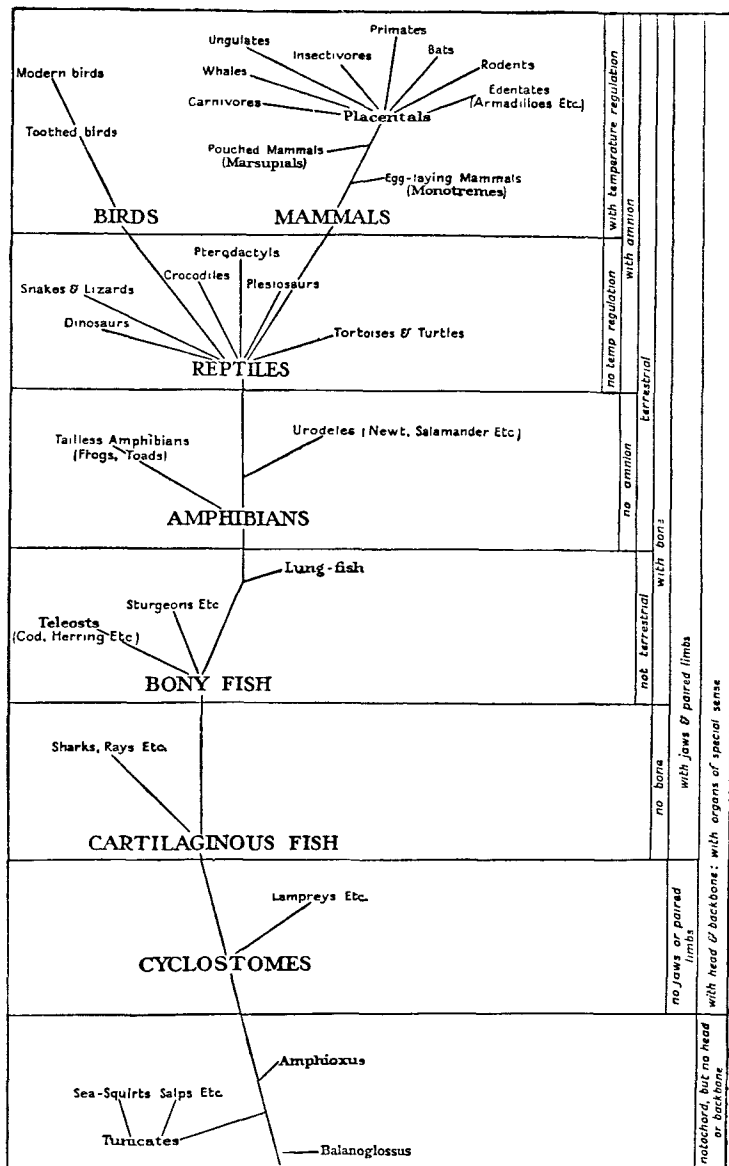 Primates
Ungulates
Insectivores
Bats
Modern birds
Whales
Rodents
Carnivores
Edentates
(Armadilloes Etc.)
Placentals
Toothed birds
Pouched Mammals
(Marsupials)
Egg-laying Mammals
(Monotremes)
BIRDS
MAMMALS
with temperature regulation
Pterodactyls
Crocodiles
Plesiosaurs
Snakes & Lizards
Dinosaurs
Tortoises & Turtles
REPTILES
no temp regulation
with amnion
Tailless Amphibians
(Frogs, Toads)
Urodeles (Newt, Salamander Etc)
AMPHIBIANS
no amnion
terrestrial
Lung-fish
Sturgeons Etc
Teleosts
(Cod, Herring Etc)
BONY FISH
not terrestrial
with bone
Sharks, Rays Etc.
CARTILAGINOUS FISH
no bone
with jaws & paired limbs
Lampreys Etc.
CYCLOSTOMES
no jaws or paired
limbs
with head & backbone: with organs of special sense
Amphioxus
Sea-Squirts Salps Etc.
Tunicates
Balanoglossus
notochord, but no head
or backbone